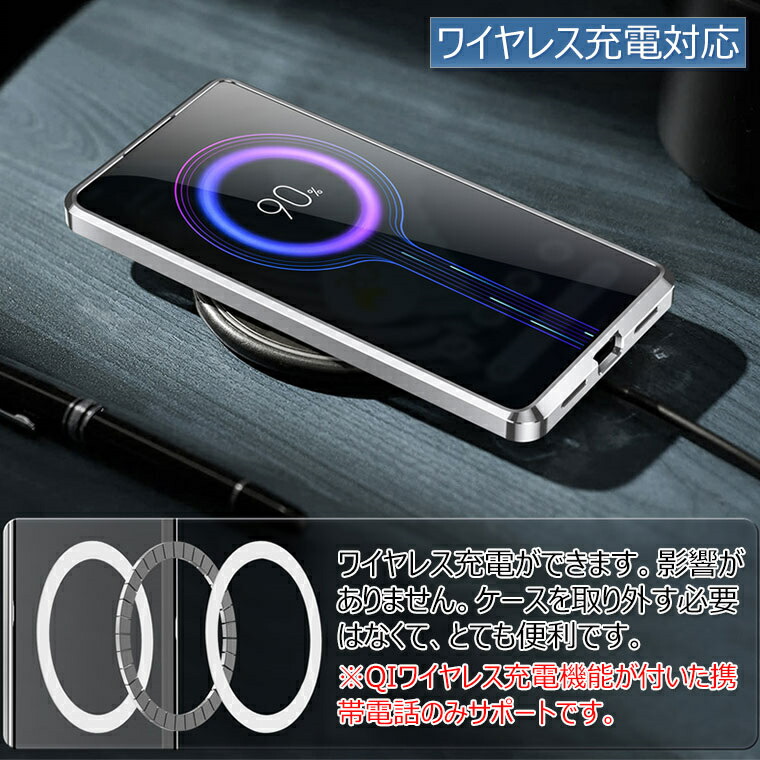 ワイヤレス充電対応
90%
ワイヤレス充電ができます。影響が
ありません。ケースを取り外す必要
はなくて、とても便利です。
※QIワイヤレス充電機能が付いた携
帯電話のみサポートです。